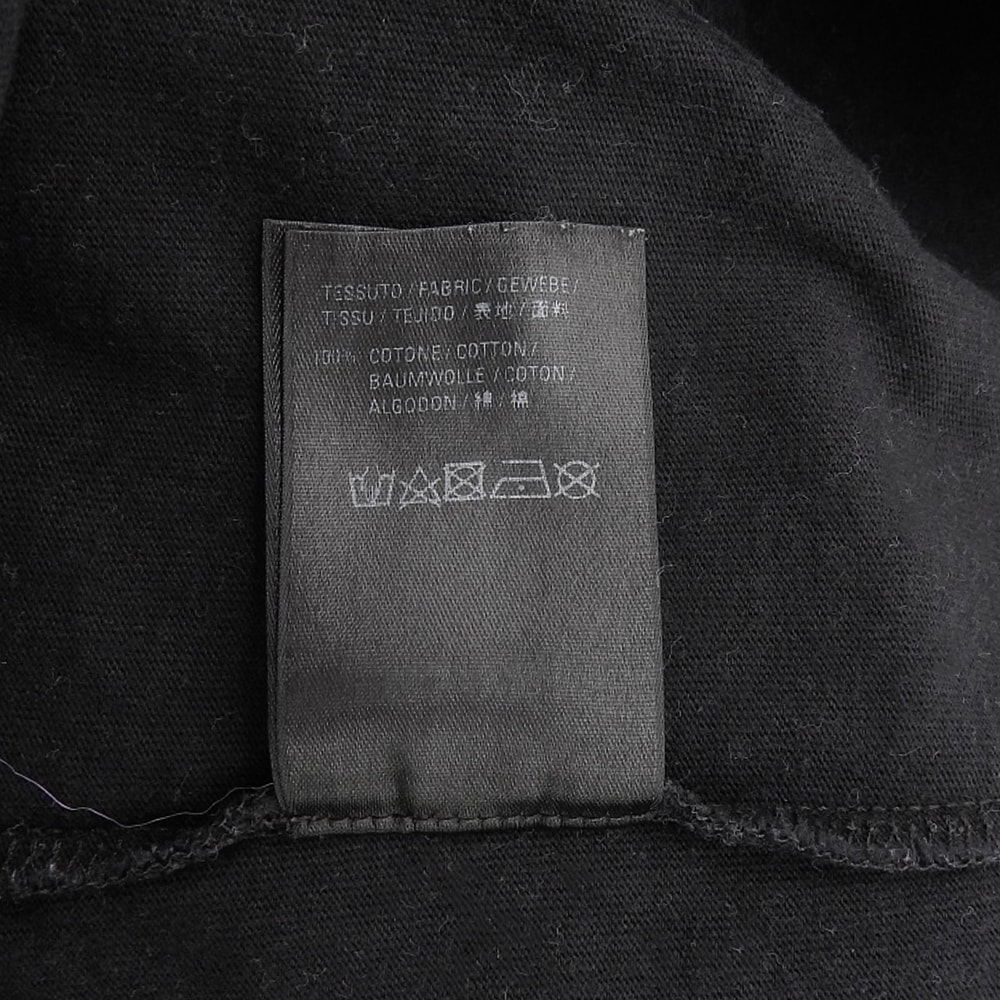 TESSUTO / FABRIC / GEWEBE /
TISSU / TEJIDO / 表地 / 面料
100% COTONE / COTTON /
BAUMWOLLE / COTON /
ALGODON / 綿 / 棉